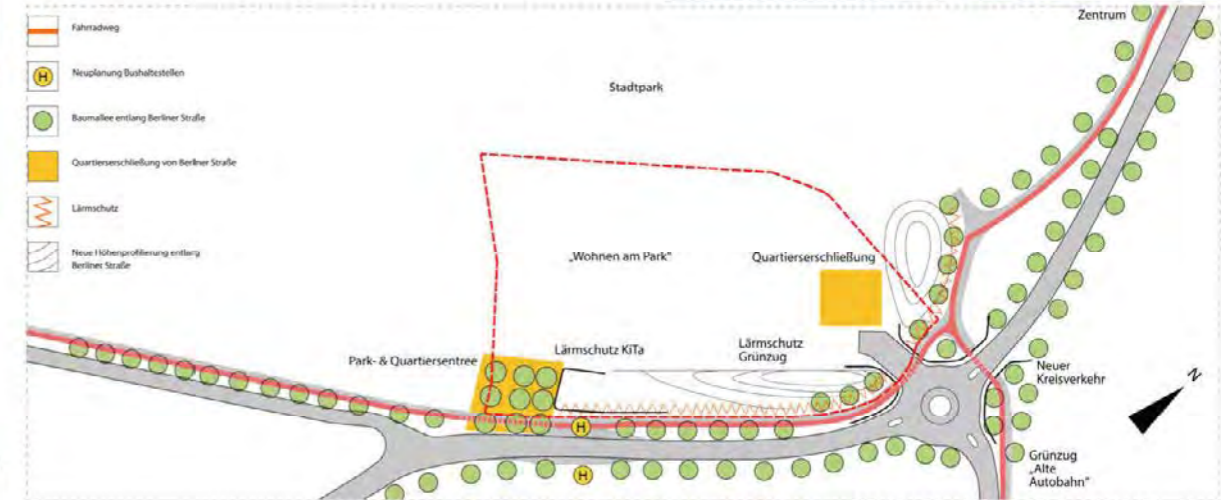 Fahrradweg
H
Neuplanung Bushaltestellen
Baumallee entlang Berliner Straße
Quartierserschließung von Berliner Straße
Lärmschutz
Neue Höhenprofilierung entlang
Berliner Straße
Zentrum
Stadtpark
„Wohnen am Park"
Quartierserschließung
Park- & Quartiersentree
Lärmschutz KiTa
Lärmschutz
Grünzug
Neuer
Kreisverkehr
N
H
H
Grünzug
„Alte
Autobahn"